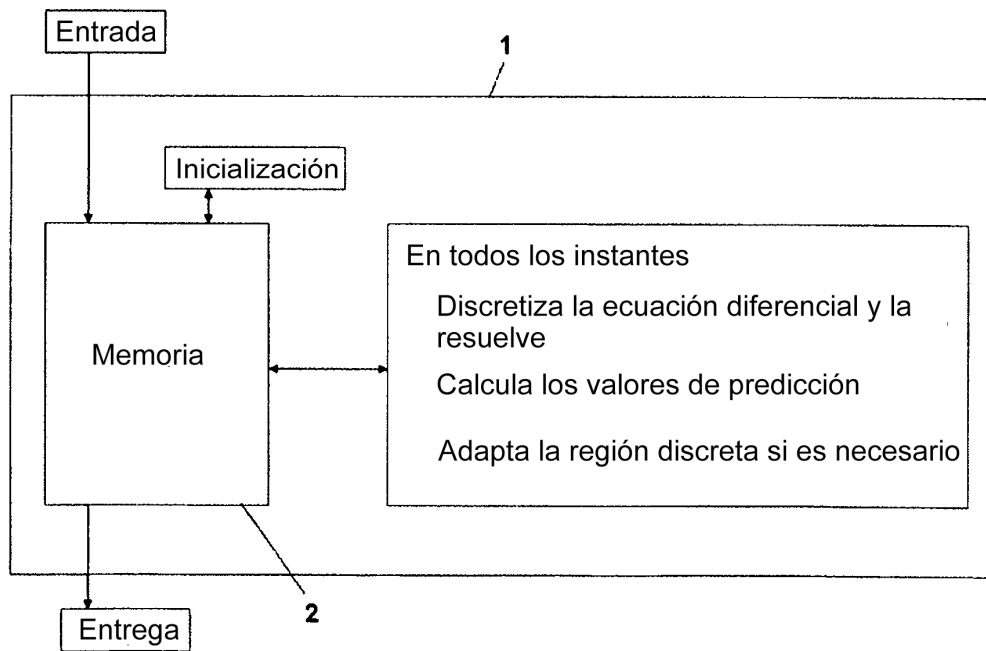 Entrada
1
Inicialización
Memoria
En todos los instantes
Discretiza la ecuación diferencial y la
resuelve
Calcula los valores de predicción
Adapta la región discreta si es necesario
2
Entrega